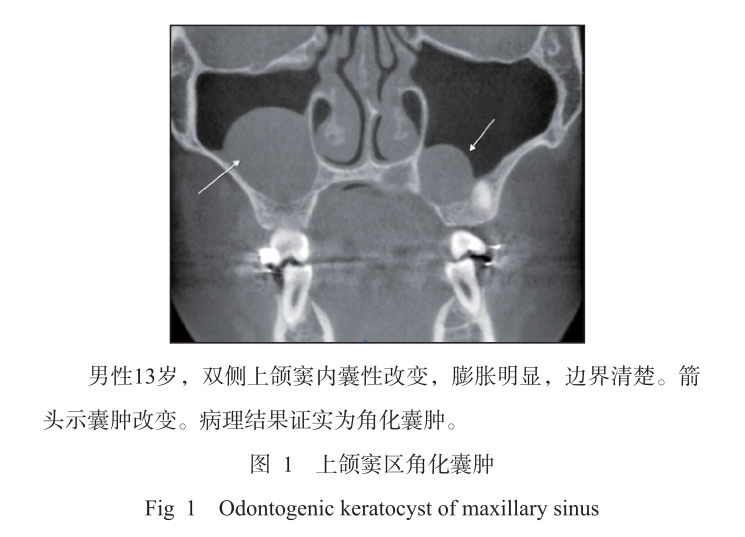 男性13岁，双侧上颌窦内囊性改变，膨胀明显，边界清楚。箭
头示囊肿改变。病理结果证实为角化囊肿。
图 1 上颌窦区角化囊肿
Fig 1 Odontogenic keratocyst of maxillary sinus